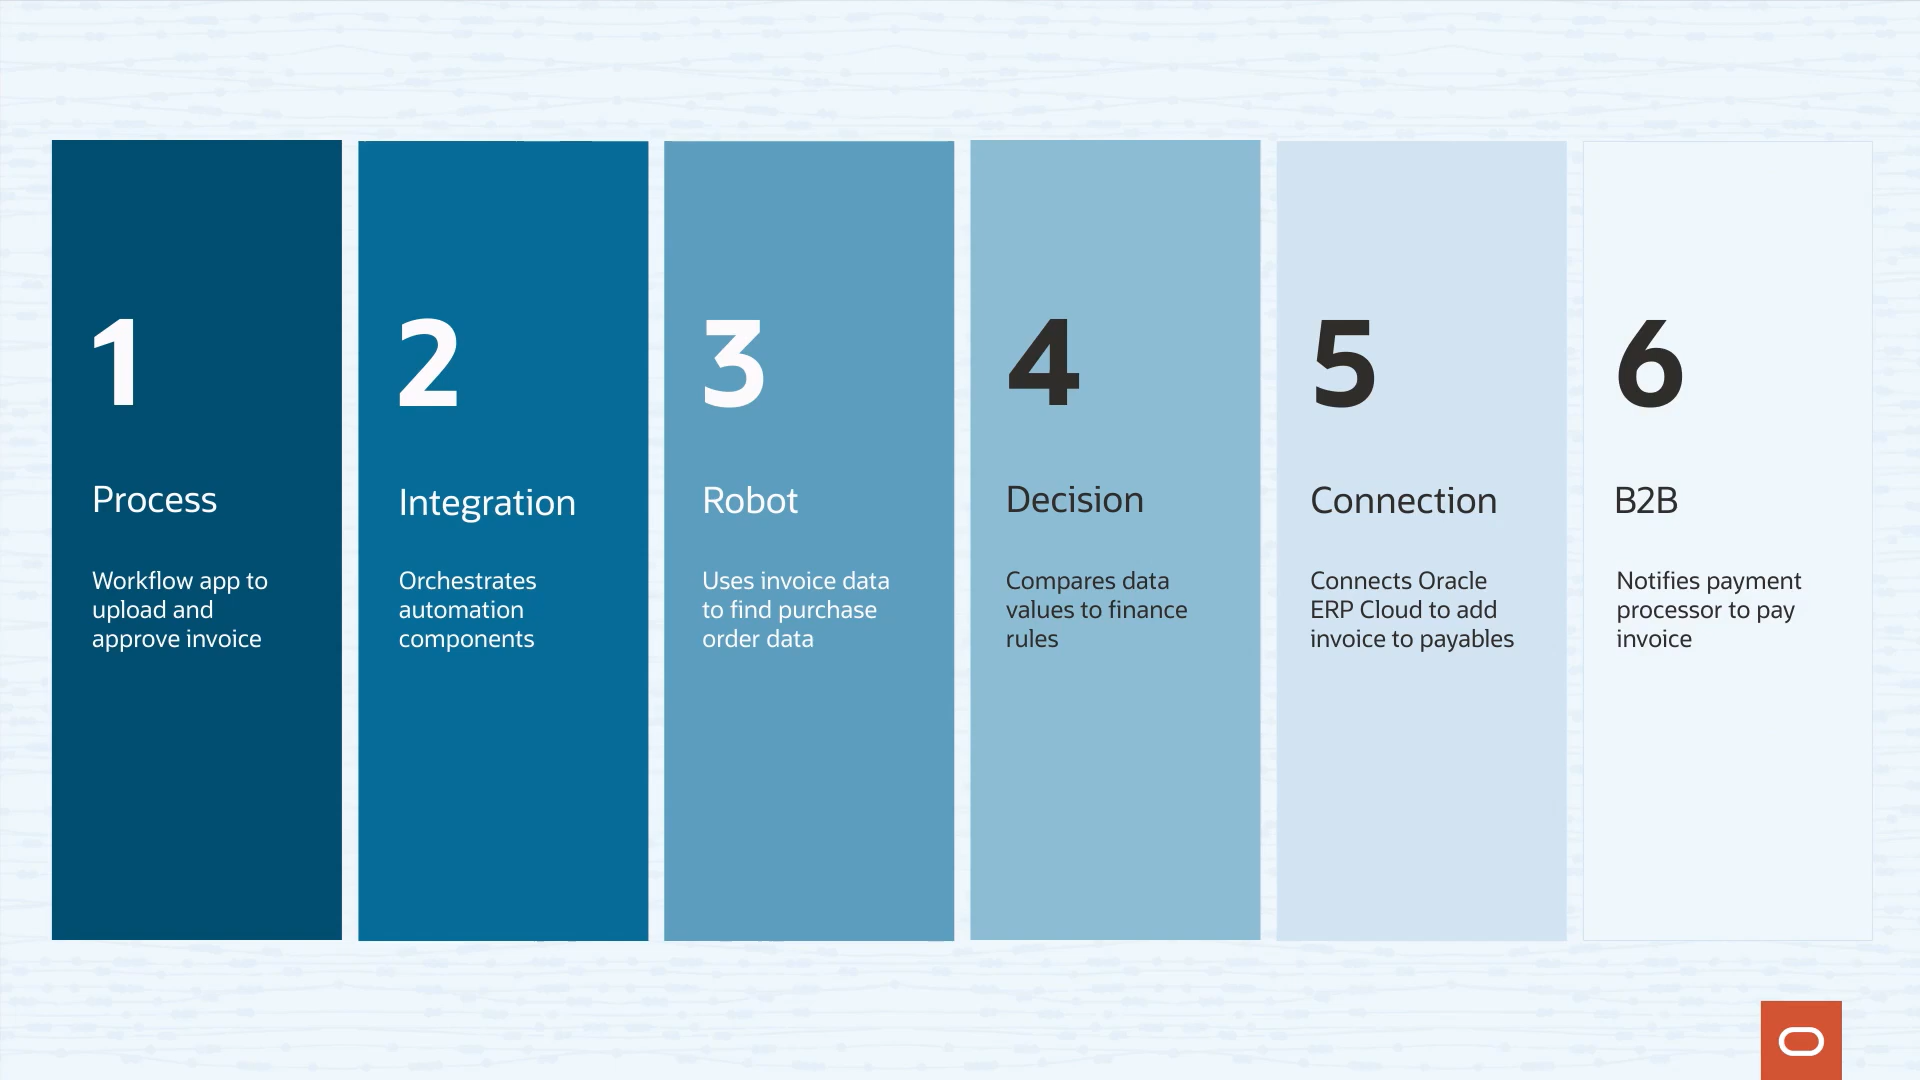 1
Process
Workflow app to
upload and
approve invoice
2
Integration
Orchestrates
automation
components
3
Robot
Uses invoice data
to find purchase
order data
4
Decision
Compares data
values to finance
rules
5
Connection
Connects Oracle
ERP Cloud to add
invoice to payables
6
B2B
Notifies payment
processor to pay
invoice